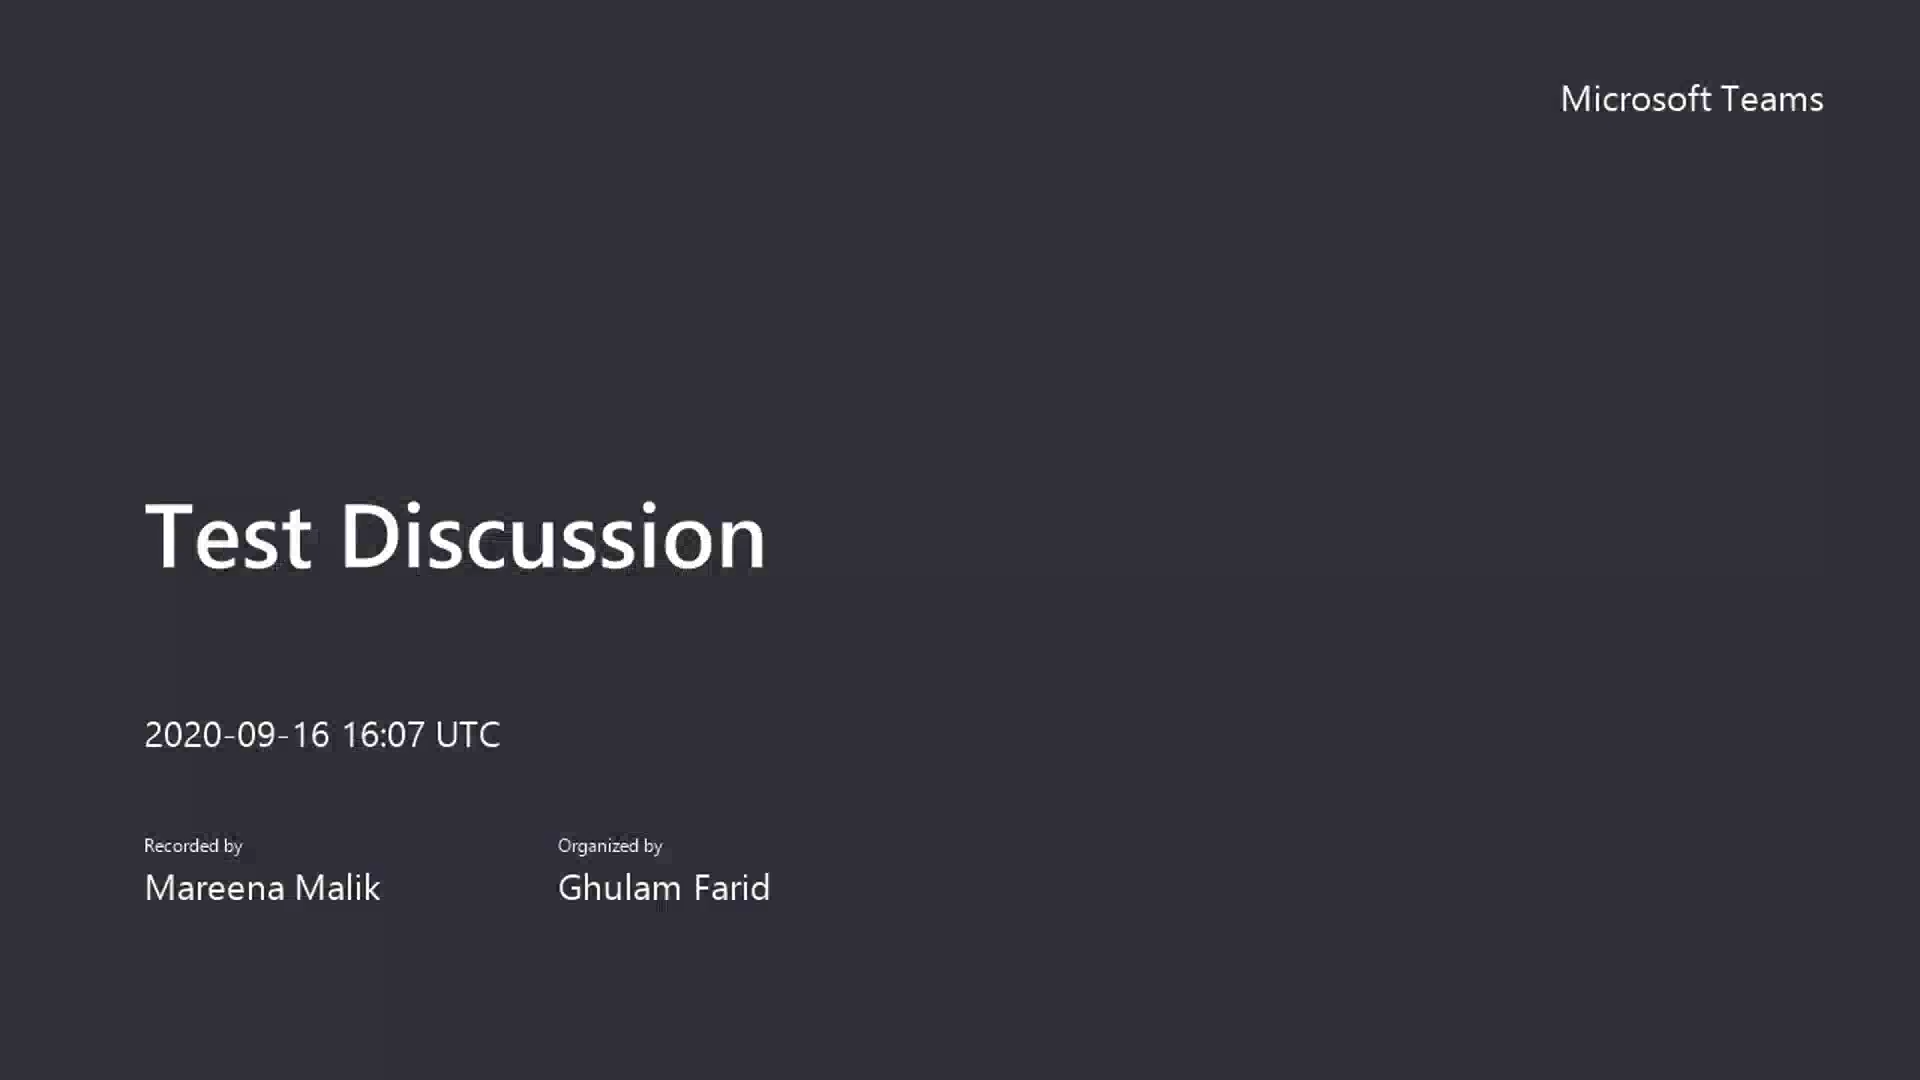 Microsoft Teams
Test Discussion
2020-09-16 16:07 UTC
Recorded by
Mareena Malik
Organized by
Ghulam Farid